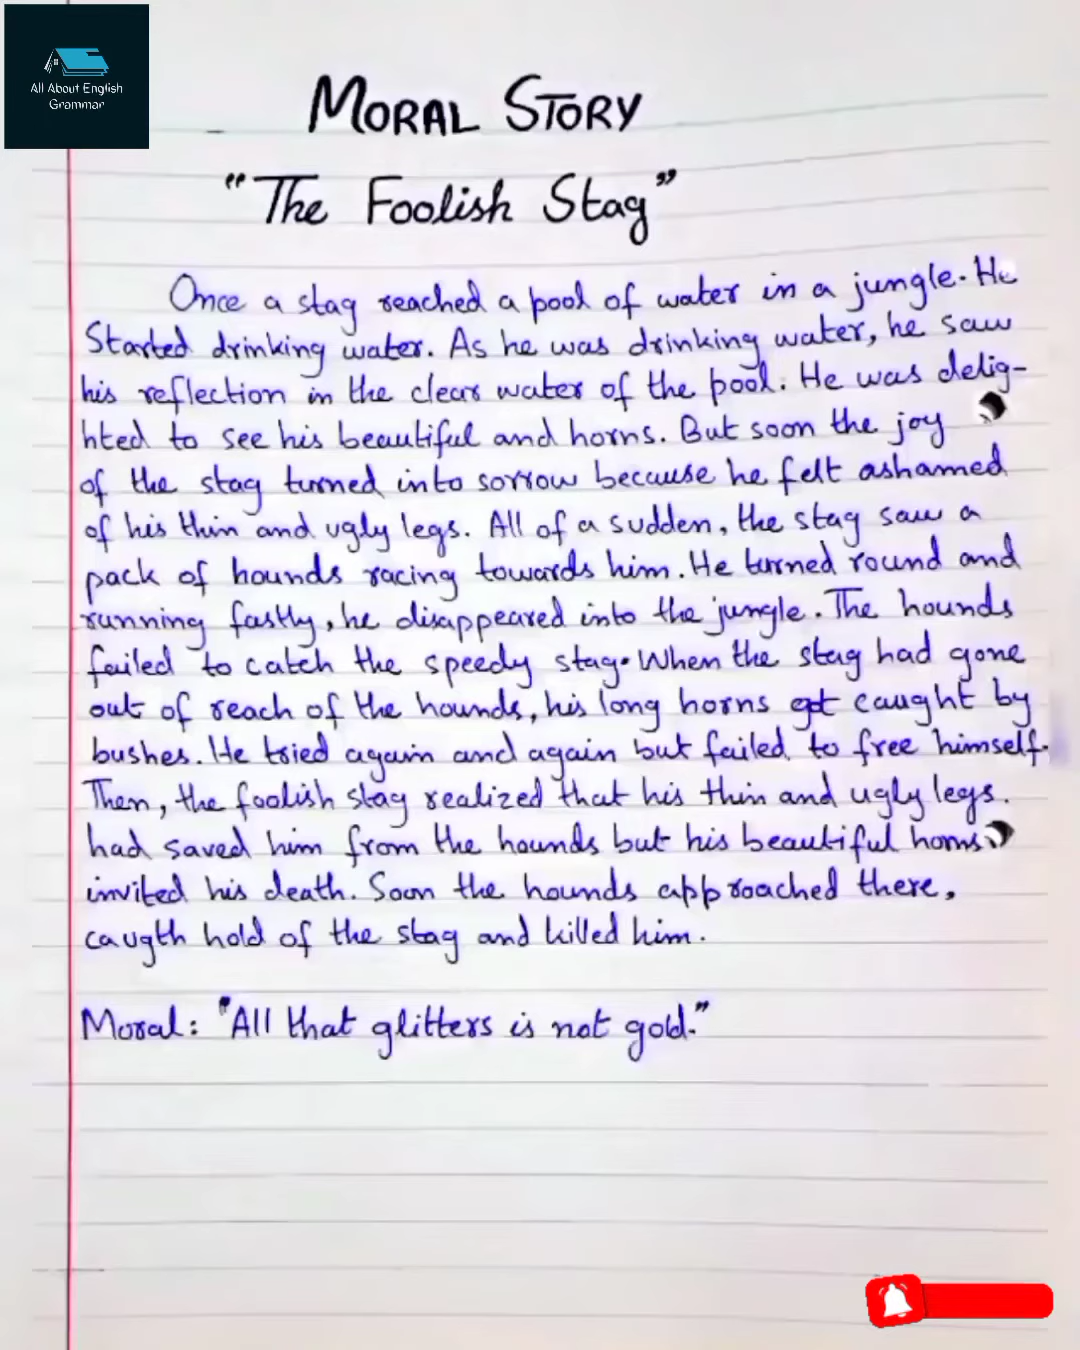 All About English
Grammar
MORAL STORY
"The Foolish Stag"
Once a stag reached a pool of water in a jungle. He
Started drinking water. As he was drinking water, he saw
his reflection in the clear water of the pool. He was delig-
hted to see his beautiful and horns. But soon the joy
of the stag turned into sorrow because he felt ashamed
of his thin and ugly legs. All of a sudden, the stag saw a
pack of hounds racing towards him. He turned round and
running fastly, he disappeared into the jungle. The hounds
failed to catch the speedy stag. When the stag had gone
out of reach of the hounds, his long horns got caught by
bushes. He tried again and again but failed to free himself.
Then, the foolish stag realized that his thin and ugly legs.
had saved him from the hounds but his beautiful horns
invited his death. Soon the hounds approached there,
caugth hold of the stag and killed him.
Moral: "All that glitters is not gold."